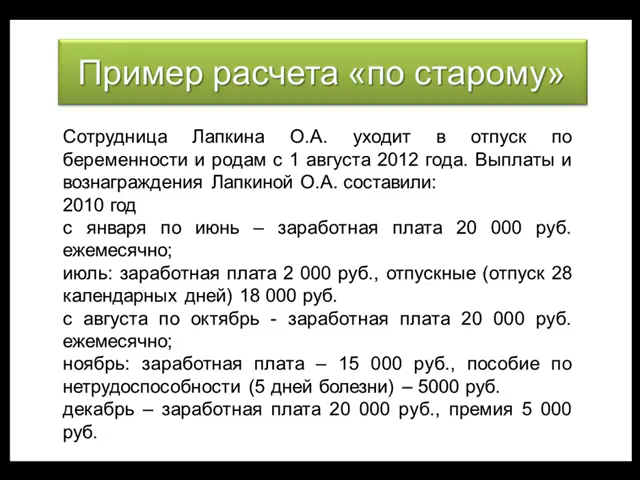 Пример расчета «по старому»
Сотрудница Лапкина О.А. уходит в отпуск по
беременности и родам с 1 августа 2012 года. Выплаты и
вознаграждения Лапкиной О.А. составили:
2010 год
с января по июнь – заработная плата 20 000 руб.
ежемесячно;
июль: заработная плата 2 000 руб., отпускные (отпуск 28
календарных дней) 18 000 руб.
с августа по октябрь - заработная плата 20 000 руб.
ежемесячно;
ноябрь: заработная плата – 15 000 руб., пособие по
нетрудоспособности (5 дней болезни) – 5000 руб.
декабрь – заработная плата 20 000 руб., премия 5 000
руб.